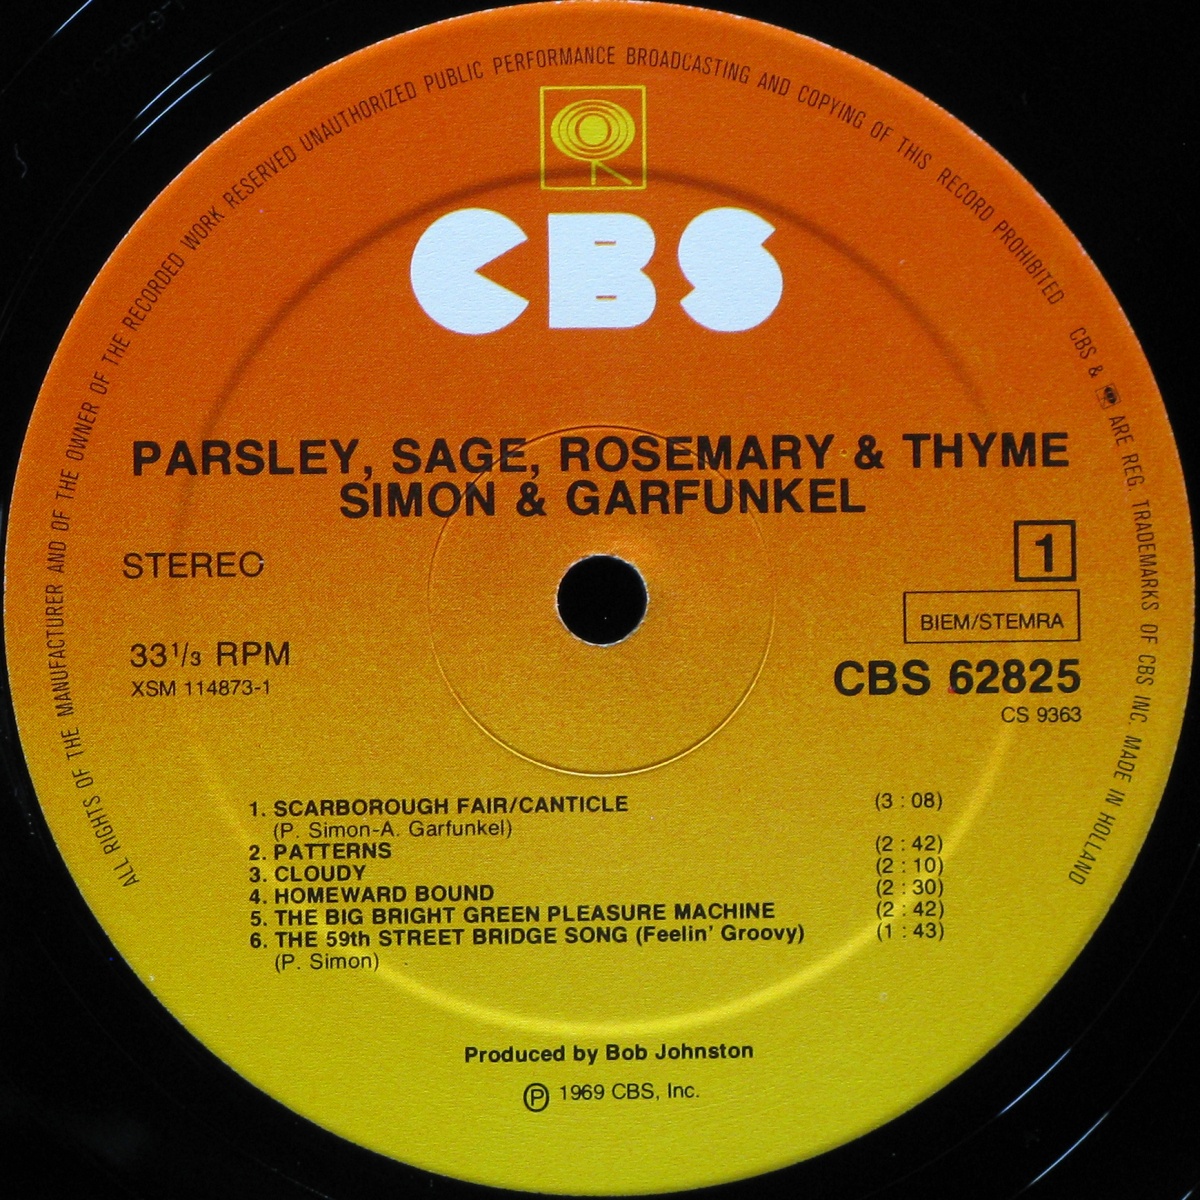 ALL RIGHTS OF THE MANUFACTURER AND OF THE OWNER OF THE RECORDED WORK RESERVED UNAUTHORIZED PUBLIC PERFORMANCE BROADCASTING AND COPYING OF THIS RECORD PROHIBITED CBS & ARE REG. TRADEMARKS OF CBS INC. MADE IN HOLLAND
CBS
PARSLEY, SAGE, ROSEMARY & THYME
SIMON & GARFUNKEL
STEREO
1
BIEM/STEMRA
33 1/3 RPM
CBS 62825
XSM 114873-1
CS 9363
1. SCARBOROUGH FAIR/CANTICLE (3 : 08)
(P. Simon-A. Garfunkel)
2. PATTERNS (2 : 42)
3. CLOUDY (2 : 10)
4. HOMEWARD BOUND (2 : 30)
5. THE BIG BRIGHT GREEN PLEASURE MACHINE (2 : 42)
6. THE 59th STREET BRIDGE SONG (Feelin' Groovy) (1 : 43)
(P. Simon)
Produced by Bob Johnston
℗ 1969 CBS, Inc.